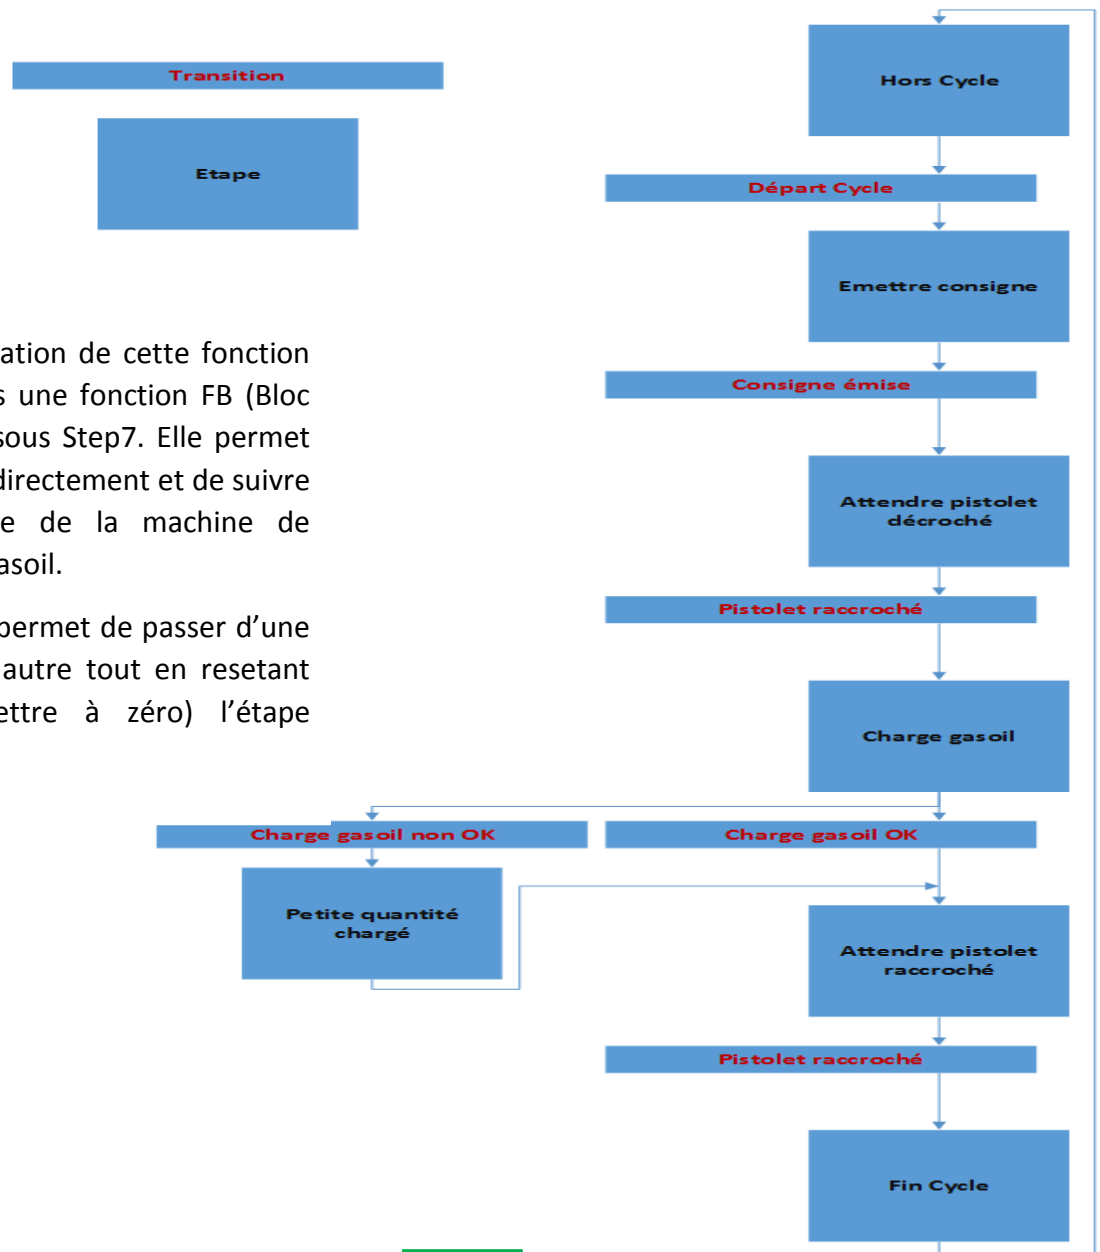 Transition
Etape
ation de cette fonction
s une fonction FB (Bloc
sous Step7. Elle permet
directement et de suivre
e de la machine de
asoil.
permet de passer d’une
autre tout en resetant
ettre à zéro) l’étape
Hors Cycle
Départ Cycle
Emettre consigne
Consigne émise
Attendre pistolet
décroché
Pistolet raccroché
Charge gasoil
Charge gasoil non OK
Charge gasoil OK
Petite quantité
chargé
Attendre pistolet
raccroché
Pistolet raccroché
Fin Cycle